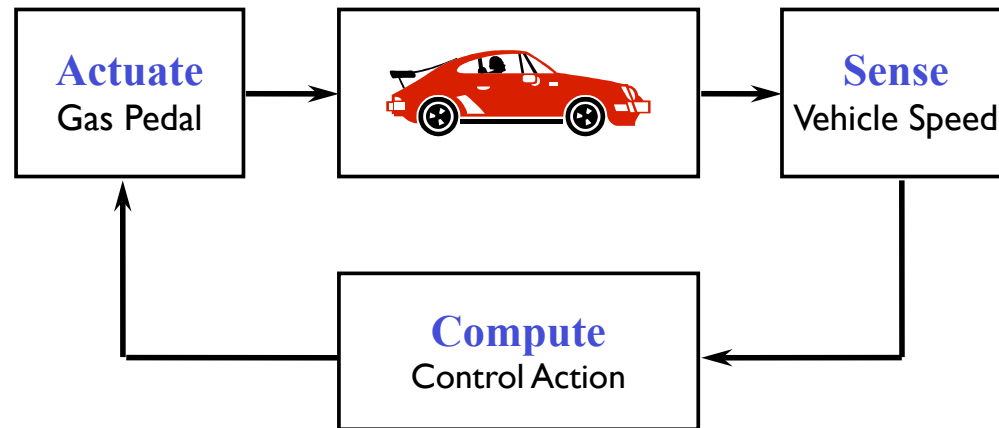 Actuate
Gas Pedal
Sense
Vehicle Speed
Compute
Control Action